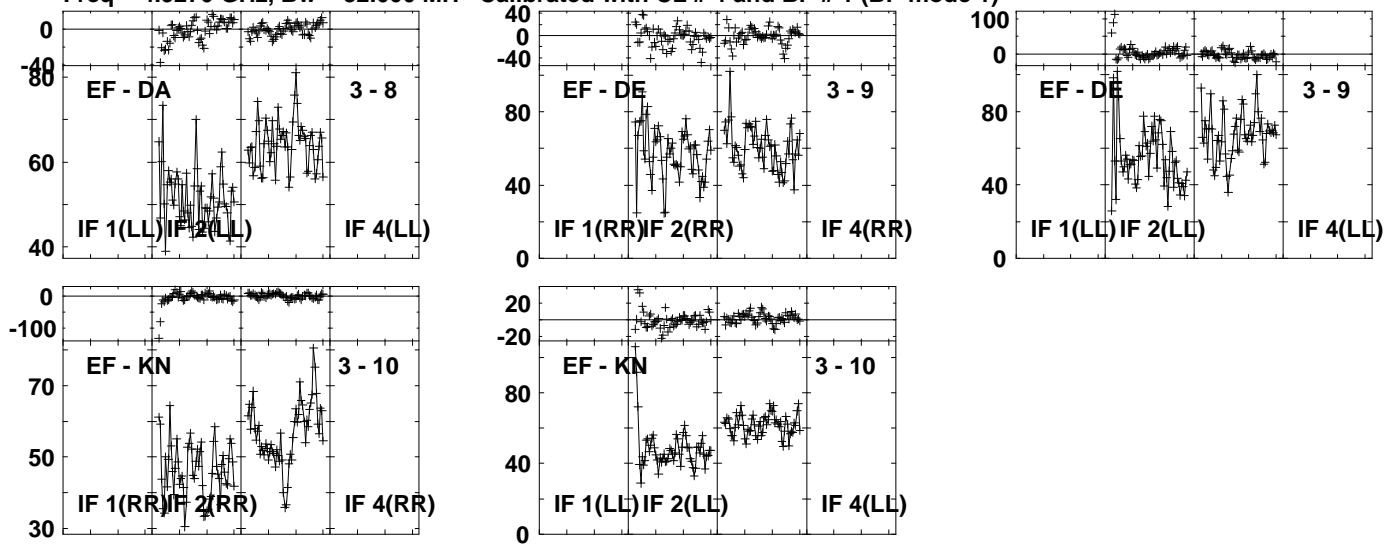 0
-40
80
60
40
EF - DA
3 - 8
IF 1(LL)
IF 2(LL)
IF 4(LL)
40
0
-40
80
40
0
EF - DE
3 - 9
IF 1(RR)
IF 2(RR)
IF 4(RR)
100
0
80
40
0
EF - DE
3 - 9
IF 1(LL)
IF 2(LL)
IF 4(LL)
0
-100
70
50
30
EF - KN
3 - 10
IF 1(RR)
IF 2(RR)
IF 4(RR)
20
-20
80
40
0
EF - KN
3 - 10
IF 1(LL)
IF 2(LL)
IF 4(LL)